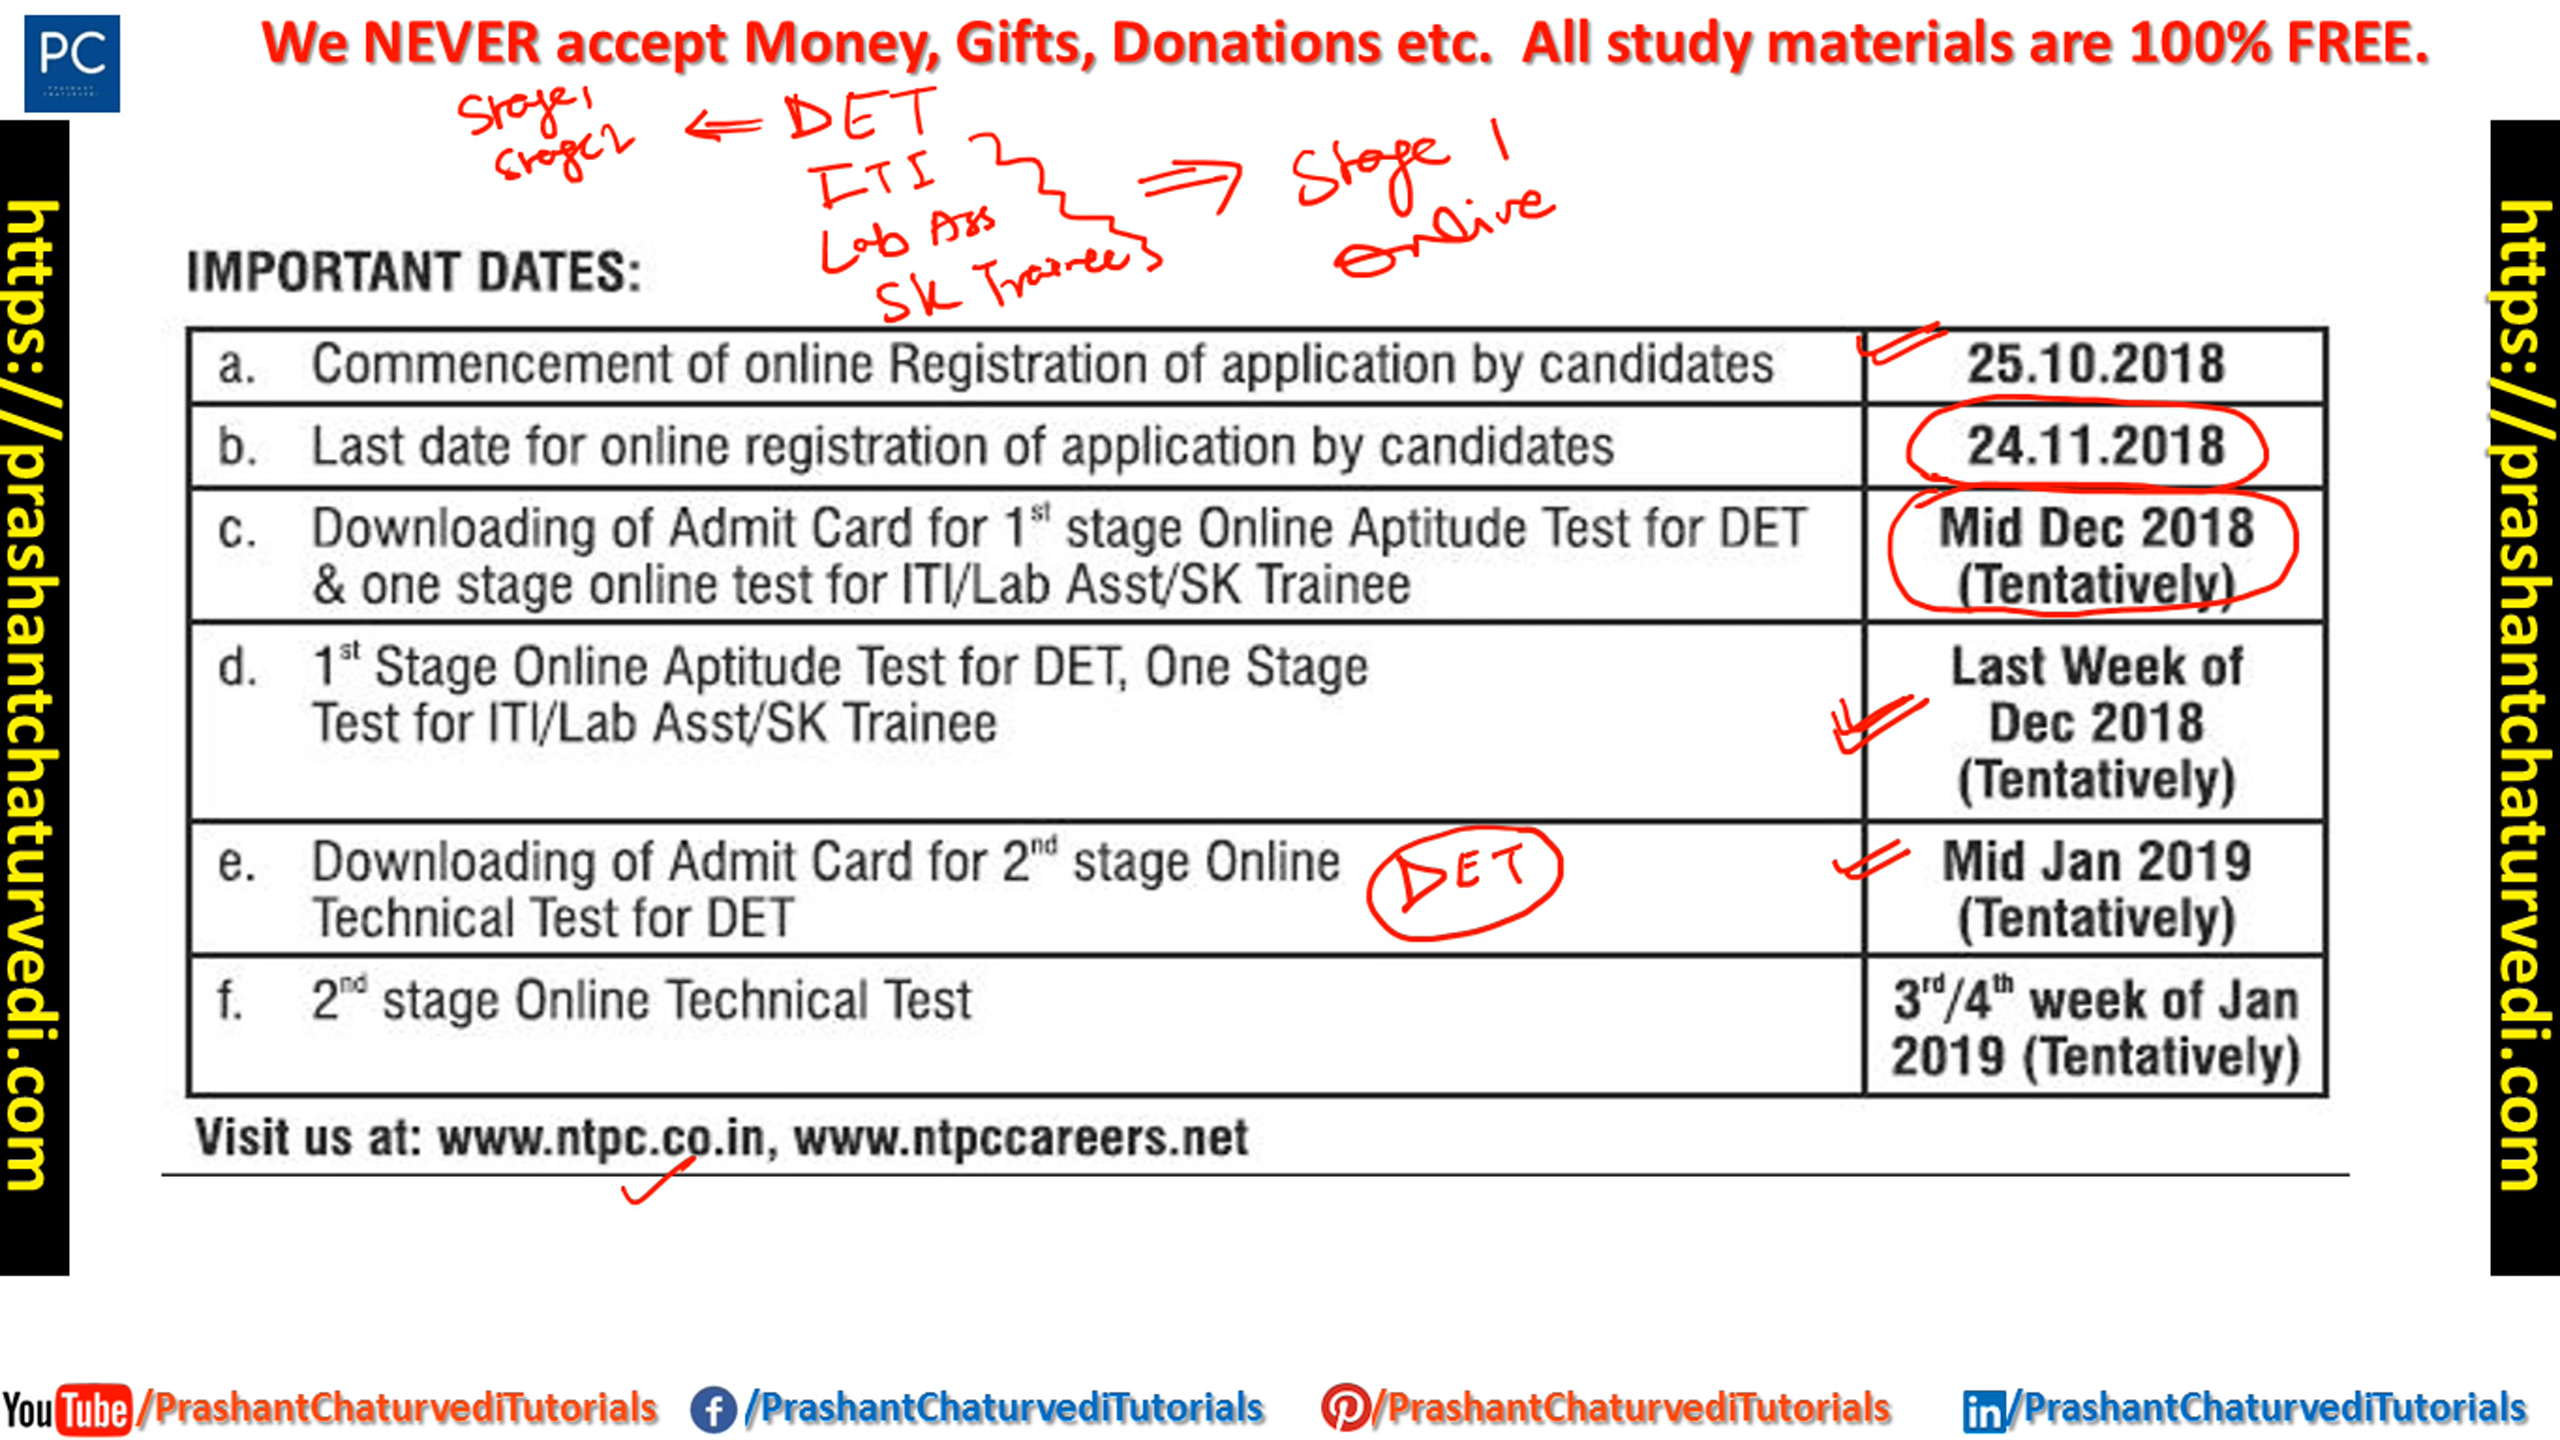 PC
PRASHANT
CHATURVEDI
We NEVER accept Money, Gifts, Donations etc. All study materials are 100% FREE.
Stage 1
Stage 2
DET
ITI
Lab Ass
SK Trainee
Stage 1
online
https://prashantchaturvedi.com
https://prashantchaturvedi.com
IMPORTANT DATES:
a. Commencement of online Registration of application by candidates 25.10.2018
b. Last date for online registration of application by candidates 24.11.2018
c. Downloading of Admit Card for 1st stage Online Aptitude Test for DET Mid Dec 2018
& one stage online test for ITI/Lab Asst/SK Trainee (Tentatively)
d. 1st Stage Online Aptitude Test for DET, One Stage Last Week of
Test for ITI/Lab Asst/SK Trainee Dec 2018
(Tentatively)
e. Downloading of Admit Card for 2nd stage Online DET Mid Jan 2019
Technical Test for DET (Tentatively)
f. 2nd stage Online Technical Test 3rd/4th week of Jan
2019 (Tentatively)
Visit us at: www.ntpc.co.in, www.ntpccareers.net
YouTube /PrashantChaturvediTutorials f /PrashantChaturvediTutorials /PrashantChaturvediTutorials in /PrashantChaturvediTutorials